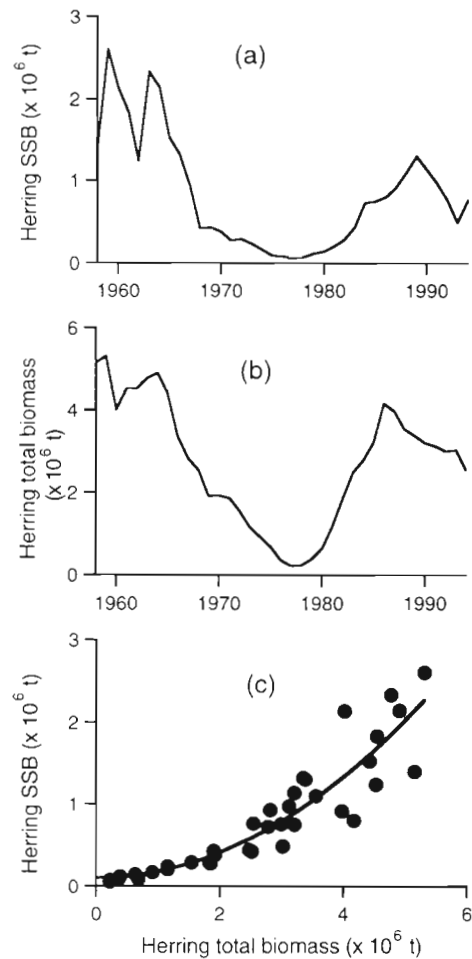 3
(a)
Herring SSB (x 10⁶ t)
2
1
0
1960 1970 1980 1990
6
(b)
Herring total biomass
(x 10⁶ t)
4
2
0
1960 1970 1980 1990
3
(c)
Herring SSB (x 10⁶ t)
2
1
0
0 2 4 6
Herring total biomass (x 10⁶ t)